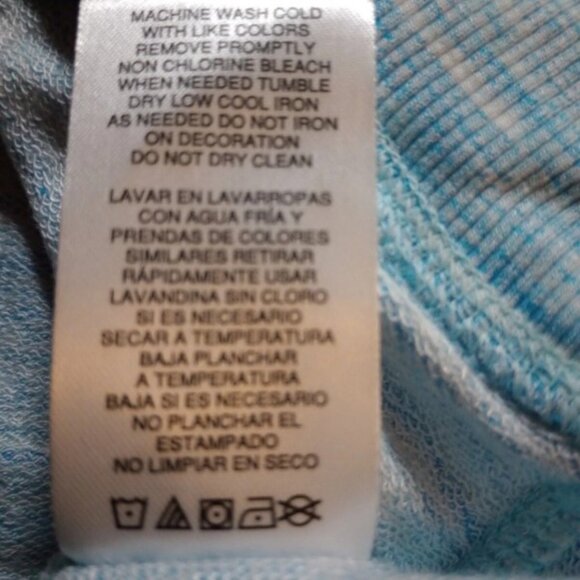 MACHINE WASH COLD
WITH LIKE COLORS
REMOVE PROMPTLY
NON CHLORINE BLEACH
WHEN NEEDED TUMBLE
DRY LOW COOL IRON
AS NEEDED DO NOT IRON
ON DECORATION
DO NOT DRY CLEAN
LAVAR EN LAVARROPAS
CON AGUA FRÍA Y
PRENDAS DE COLORES
SIMILARES RETIRAR
RÁPIDAMENTE USAR
LAVANDINA SIN CLORO
SI ES NECESARIO
SECAR A TEMPERATURA
BAJA PLANCHAR
A TEMPERATURA
BAJA SI ES NECESARIO
NO PLANCHAR EL
ESTAMPADO
NO LIMPIAR EN SECO